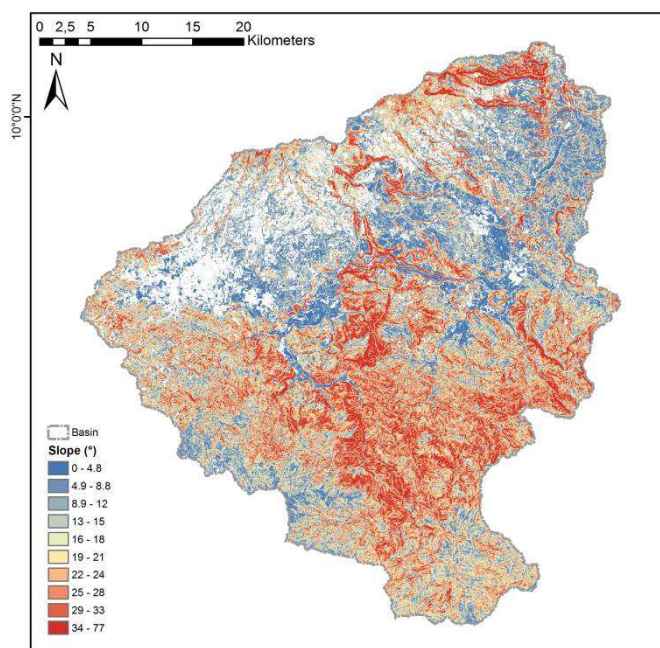 0 2,5 5 10 15 20
Kilometers
N
10°0'0"N
Basin
Slope (°)
0 - 4.8
4.9 - 8.8
8.9 - 12
13 - 15
16 - 18
19 - 21
22 - 24
25 - 28
29 - 33
34 - 77